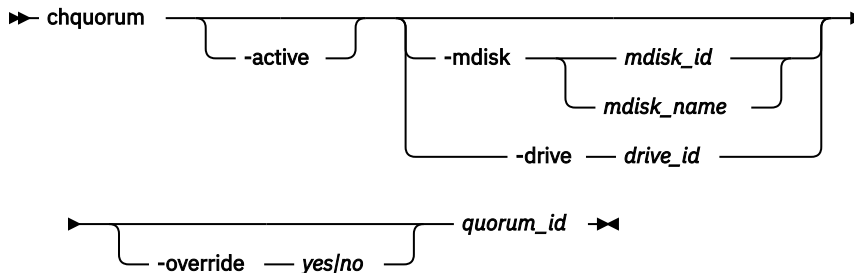 chquorum
-active
-mdisk mdisk_id
mdisk_name
-drive drive_id
quorum_id
-override yes/no